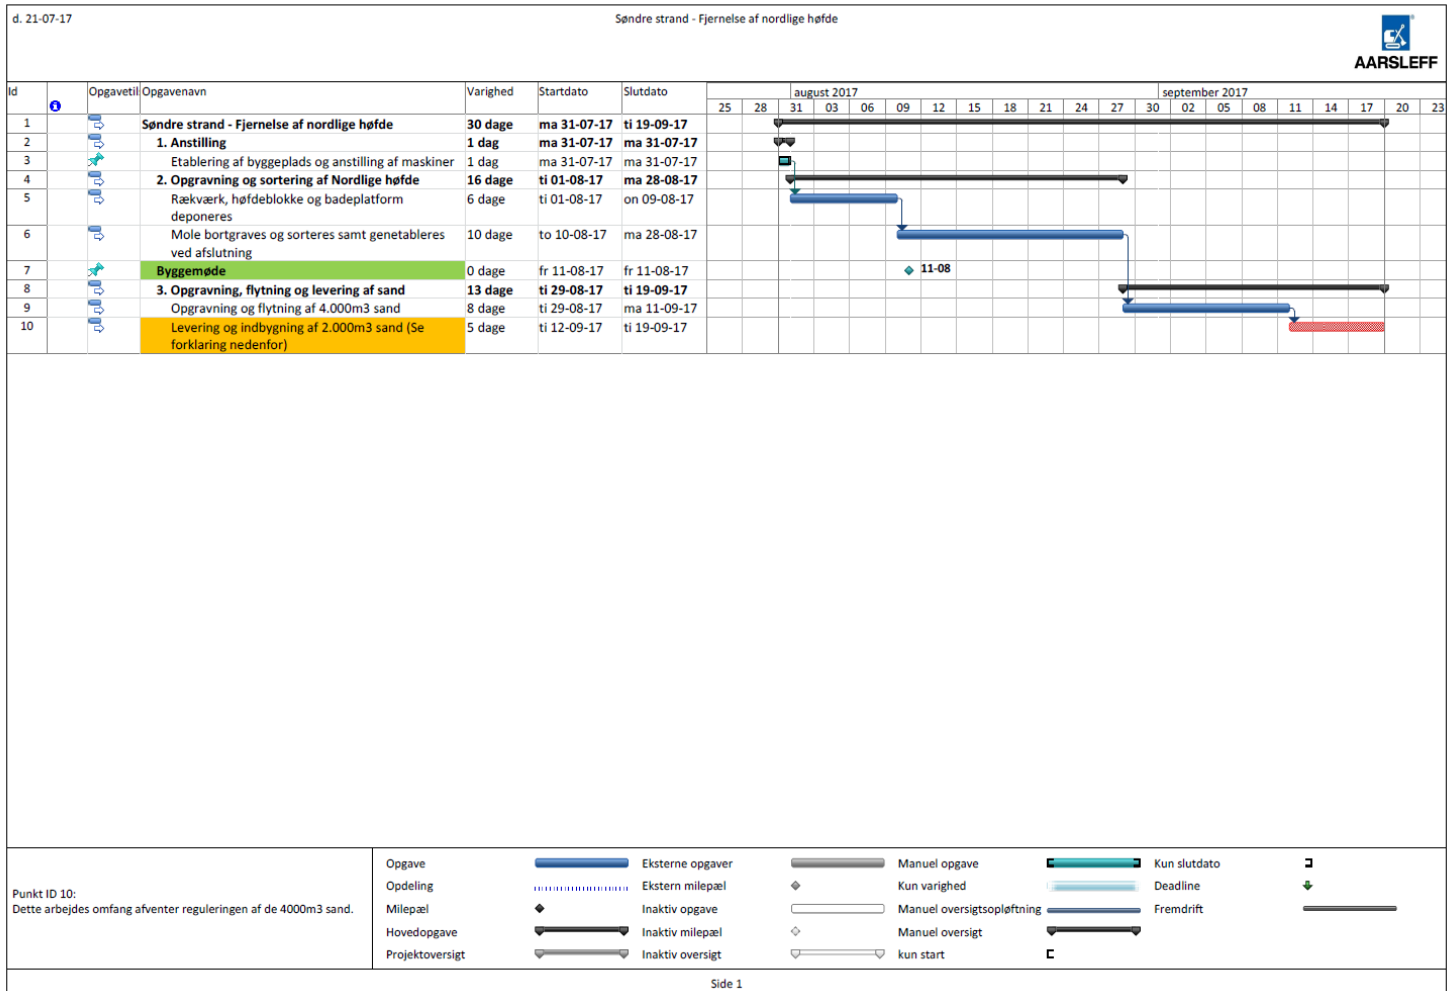 d. 21-07-17
Søndre strand - Fjernelse af nordlige høfde
AARSLEFF
Id Opgavetil Opgavenavn Varighed Startdato Slutdato
august 2017 september 2017
25 28 31 03 06 09 12 15 18 21 24 27 30 02 05 08 11 14 17 20 23
1 Søndre strand - Fjernelse af nordlige høfde 30 dage ma 31-07-17 ti 19-09-17
2 1. Anstilling 1 dag ma 31-07-17 ma 31-07-17
3 Etablering af byggeplads og anstilling af maskiner 1 dag ma 31-07-17 ma 31-07-17
4 2. Opgravning og sortering af Nordlige høfde 16 dage ti 01-08-17 ma 28-08-17
5 Rækværk, høfdeblokke og badeplatform 6 dage ti 01-08-17 on 09-08-17
deponeres
6 Mole bortgraves og sorteres samt genetableres 10 dage to 10-08-17 ma 28-08-17
ved afslutning
7 Byggemøde 0 dage fr 11-08-17 fr 11-08-17 11-08
8 3. Opgravning, flytning og levering af sand 13 dage ti 29-08-17 ti 19-09-17
9 Opgravning og flytning af 4.000m3 sand 8 dage ti 29-08-17 ma 11-09-17
10 Levering og indbygning af 2.000m3 sand (Se 5 dage ti 12-09-17 ti 19-09-17
forklaring nedenfor)
Punkt ID 10:
Dette arbejdes omfang afventer reguleringen af de 4000m3 sand.
Opgave Eksterne opgaver Manuel opgave Kun slutdato
Opdeling Ekstern milepæl Kun varighed Deadline
Milepæl Inaktiv opgave Manuel oversigtsopløftning Fremdrift
Hovedopgave Inaktiv milepæl Manuel oversigt
Projektoversigt Inaktiv oversigt kun start
Side 1